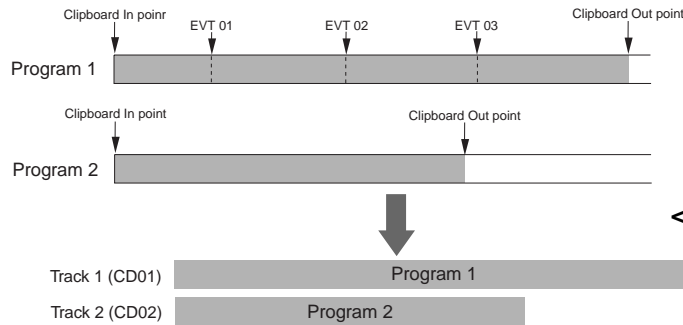 Clipboard In poinr
EVT 01
EVT 02
EVT 03
Clipboard Out point
Program 1
Clipboard In point
Clipboard Out point
Program 2
<
Track 1 (CD01)
Program 1
Track 2 (CD02)
Program 2